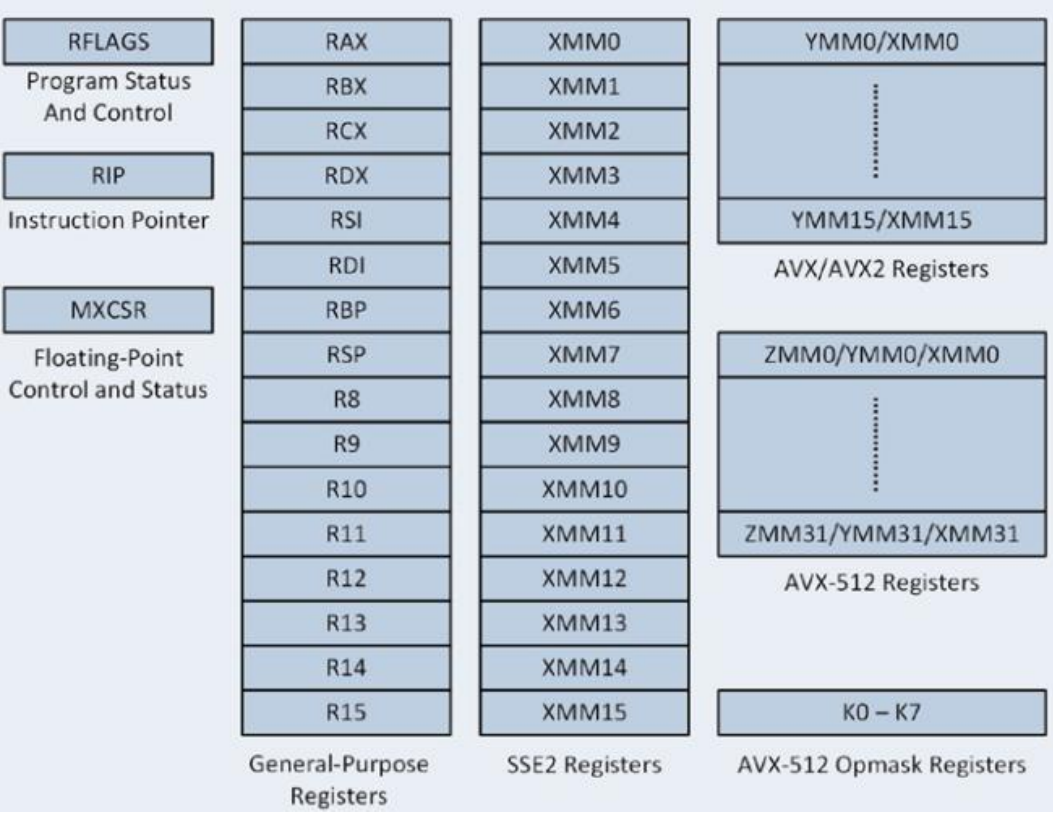 RFLAGS
Program Status
And Control
RIP
Instruction Pointer
MXCSR
Floating-Point
Control and Status
RAX
RBX
RCX
RDX
RSI
RDI
RBP
RSP
R8
R9
R10
R11
R12
R13
R14
R15
General-Purpose
Registers
XMM0
XMM1
XMM2
XMM3
XMM4
XMM5
XMM6
XMM7
XMM8
XMM9
XMM10
XMM11
XMM12
XMM13
XMM14
XMM15
SSE2 Registers
YMM0/XMM0
YMM15/XMM15
AVX/AVX2 Registers
ZMM0/YMM0/XMM0
ZMM31/YMM31/XMM31
AVX-512 Registers
K0 – K7
AVX-512 Opmask Registers